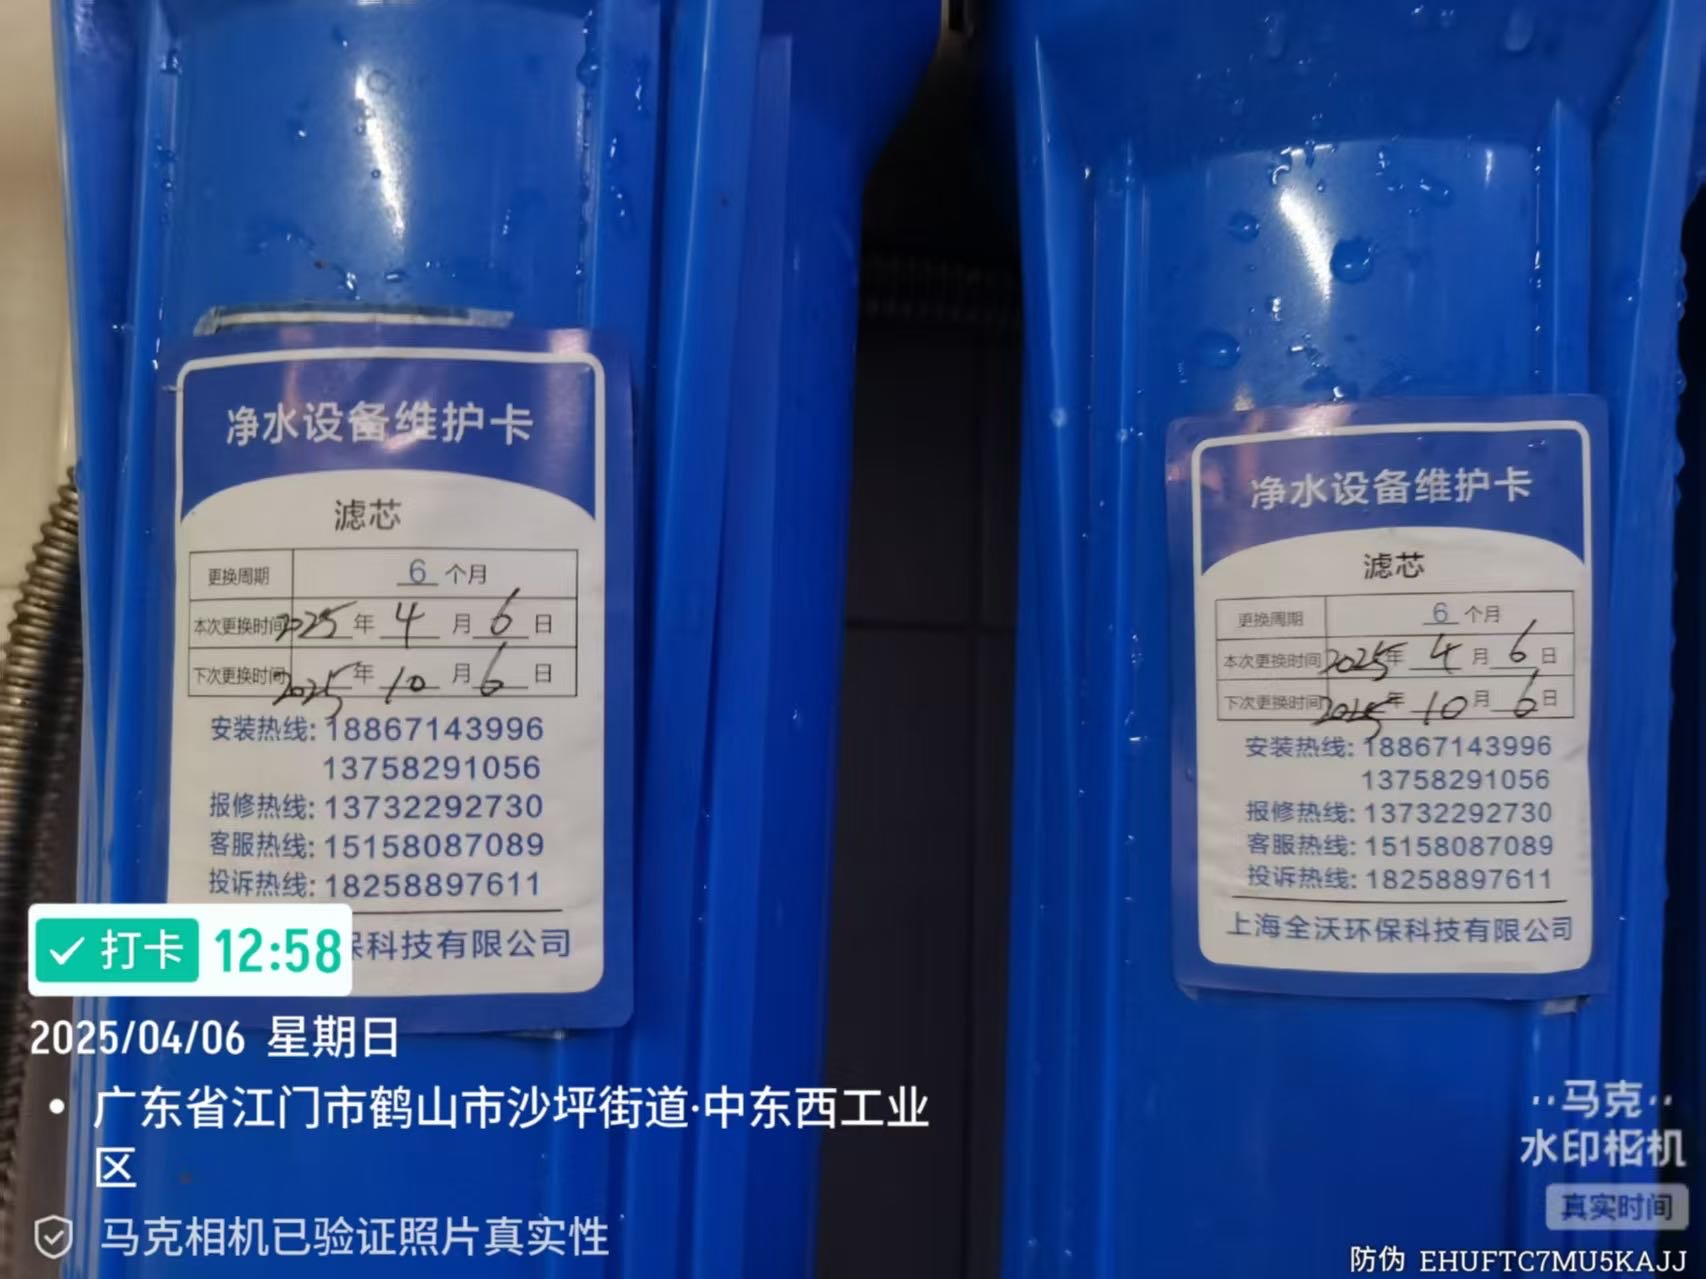 净水设备维护卡
滤芯
更换周期 6 个月
本次更换时间 2025 年 4 月 6 日
下次更换时间 2025 年 10 月 6 日
安装热线: 18867143996
13758291056
报修热线: 13732292730
客服热线: 15158087089
投诉热线: 18258897611
保科技有限公司
净水设备维护卡
滤芯
更换周期 6 个月
本次更换时间 2025 年 4 月 6 日
下次更换时间 2025 年 10 月 6 日
安装热线: 18867143996
13758291056
报修热线: 13732292730
客服热线: 15158087089
投诉热线: 18258897611
上海全沃环保科技有限公司
打卡 12:58
2025/04/06 星期日
广东省江门市鹤山市沙坪街道·中东西工业
区
马克相机已验证照片真实性
马克
水印相机
真实时间
防伪 EHUFTC7MU5KAJJ